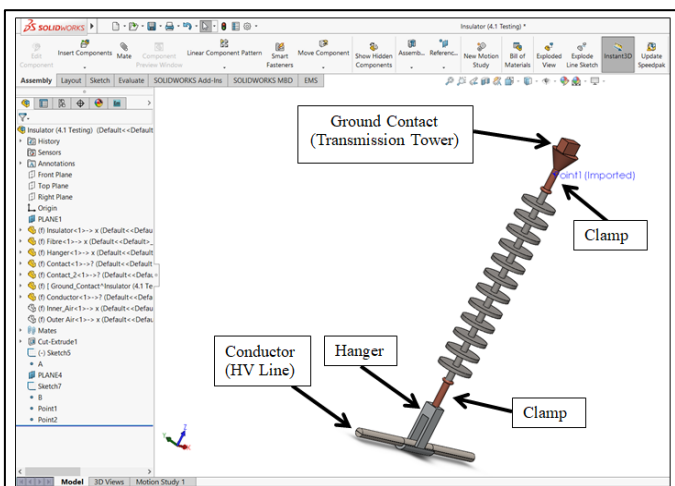 SOLIDWORKS
Insulator (4.1 Testing) *
Edit Component
Insert Components
Mate
Component Preview Window
Linear Component Pattern
Smart Fasteners
Move Component
Show Hidden Components
Assemb...
Referenc...
New Motion Study
Bill of Materials
Exploded View
Explode Line Sketch
Instant3D
Update Speedpak
Assembly Layout Sketch Evaluate SOLIDWORKS Add-Ins SOLIDWORKS MBD EMS
Insulator (4.1 Testing) (Default<<Default
History
Sensors
Annotations
Front Plane
Top Plane
Right Plane
Origin
PLANE1
(f) Insulator<1>-> x (Default<<Defau
(f) Fibre<1>-> x (Default<<Default>_
(f) Hanger<1>-> x (Default<<Default
(f) Contact<1>->? (Default<<Default
(f) Contact_2<1>->? (Default<<Defau
(f) [ Ground_Contact^Insulator (4.1 Te
(f) Conductor<1>->? (Default<<Defa
(f) Inner_Air<1>-> x (Default<<Defau
(f) Outer Air<1>-> x (Default<<Defau
Mates
Cut-Extrude1
(-) Sketch5
A
PLANE4
Sketch7
B
Point1
Point2
Ground Contact
(Transmission Tower)
Point1 (Imported)
Clamp
Conductor
(HV Line)
Hanger
Clamp
Model 3D Views Motion Study 1